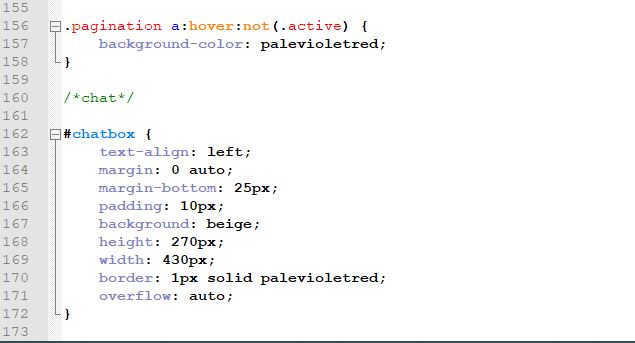 155
156 .pagination a:hover:not(.active) {
157     background-color: palevioletred;
158 }
159
160 /*chat*/
161
162 #chatbox {
163     text-align: left;
164     margin: 0 auto;
165     margin-bottom: 25px;
166     padding: 10px;
167     background: beige;
168     height: 270px;
169     width: 430px;
170     border: 1px solid palevioletred;
171     overflow: auto;
172 }
173